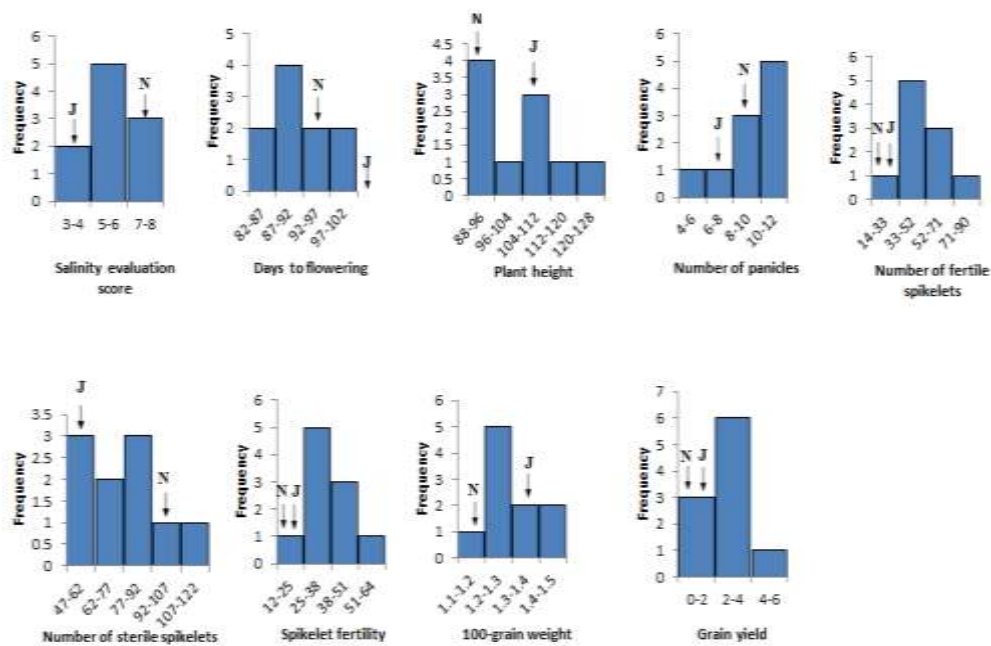 Frequency
6
5
4
3
2
1
0
J
N
3-4 5-6 7-8
Salinity evaluation
score
Frequency
5
4
3
2
1
0
N
J
82-87 87-92 92-97 97-102
Days to flowering
Frequency
4.5
4
3.5
3
2.5
2
1.5
1
0.5
0
N
J
88-96 96-104 104-112 112-120 120-128
Plant height
Frequency
6
5
4
3
2
1
0
J
N
4-6 6-8 8-10 10-12
Number of panicles
Frequency
6
5
4
3
2
1
0
N J
14-33 33-52 52-71 71-90
Number of fertile
spikelets
Frequency
3.5
3
2.5
2
1.5
1
0.5
0
J
N
47-62 62-77 77-92 92-107 107-122
Number of sterile spikelets
Frequency
6
5
4
3
2
1
0
N J
12-25 25-38 38-51 51-64
Spikelet fertility
Frequency
6
5
4
3
2
1
0
N
J
1.1-1.2 1.2-1.3 1.3-1.4 1.4-1.5
100-grain weight
Frequency
7
6
5
4
3
2
1
0
N J
0-2 2-4 4-6
Grain yield